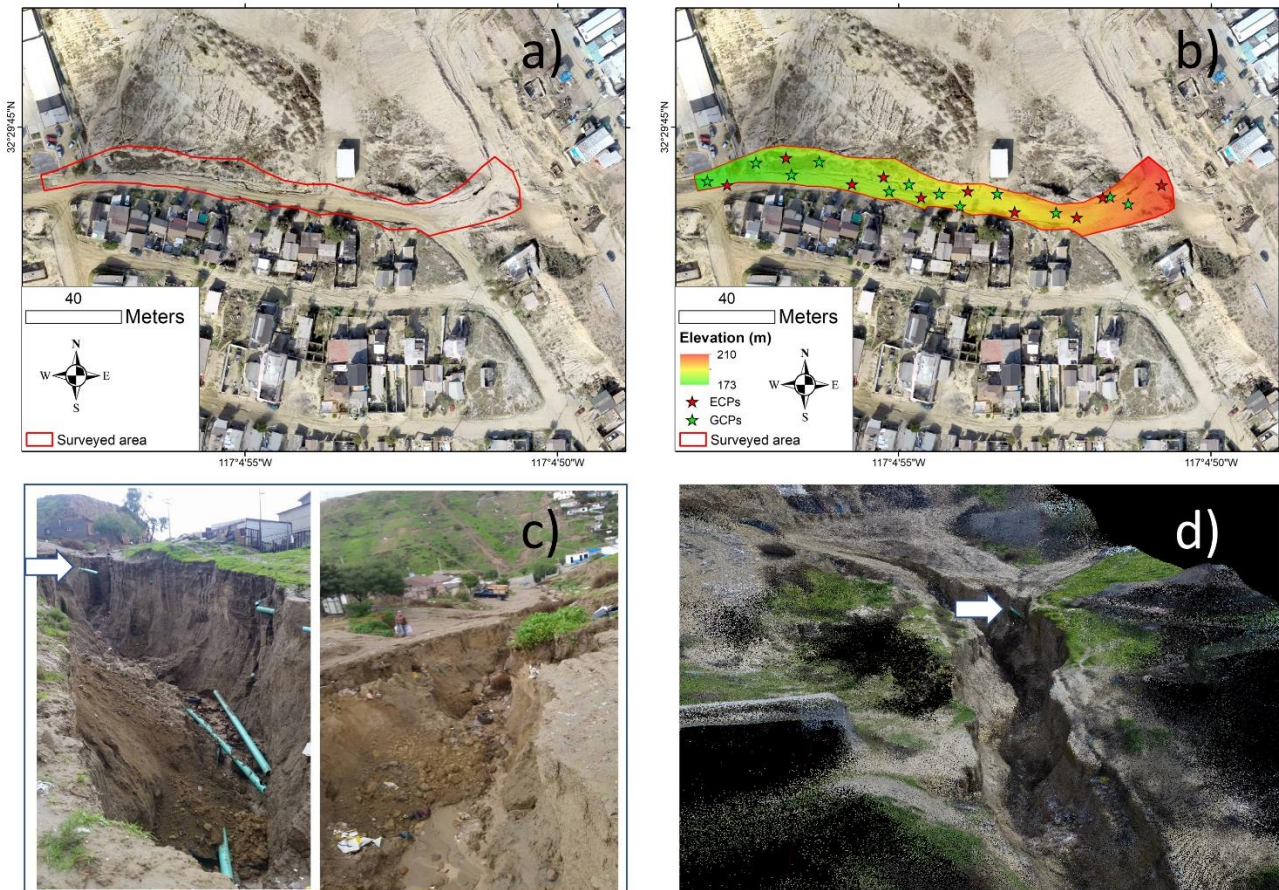 a)
32°29'45"N
40
Meters
N
W E
S
Surveyed area
117°4'55"W 117°4'50"W
b)
32°29'45"N
40
Meters
Elevation (m)
210
173
N
W E
S
ECPs
GCPs
Surveyed area
117°4'55"W 117°4'50"W
c)
d)